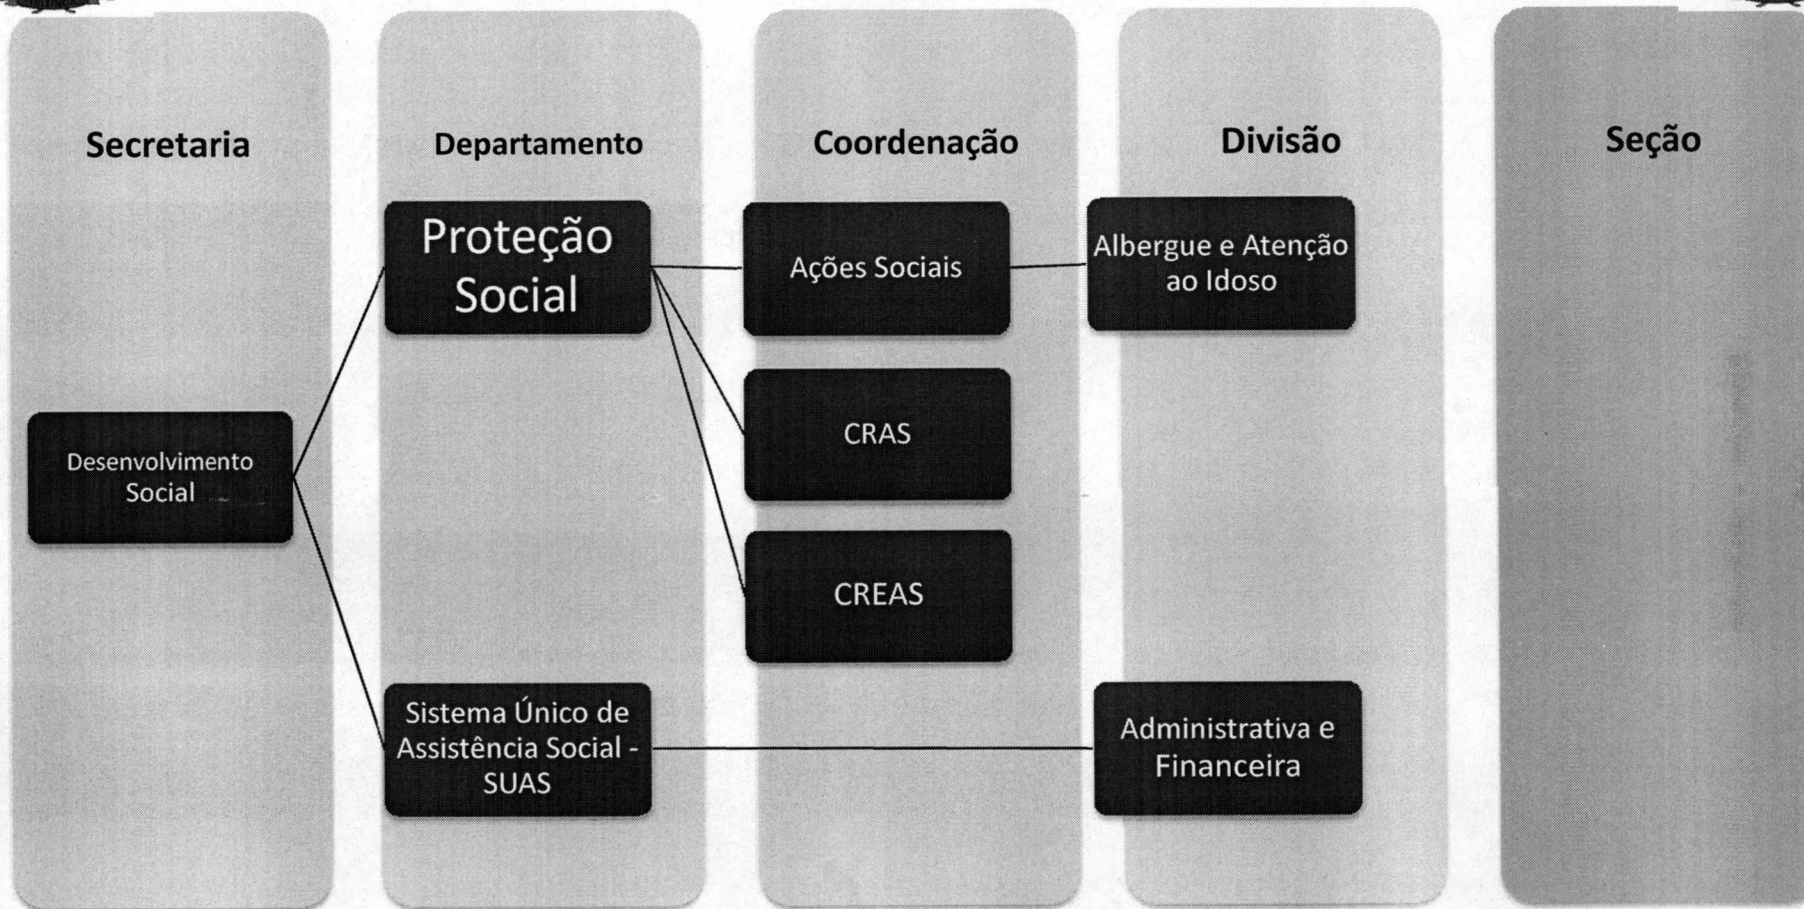 Secretaria
Departamento
Coordenação
Divisão
Seção
Proteção
Social
Ações Sociais
Albergue e Atenção
ao Idoso
CRAS
Desenvolvimento
Social
CREAS
Sistema Único de
Assistência Social -
SUAS
Administrativa e
Financeira